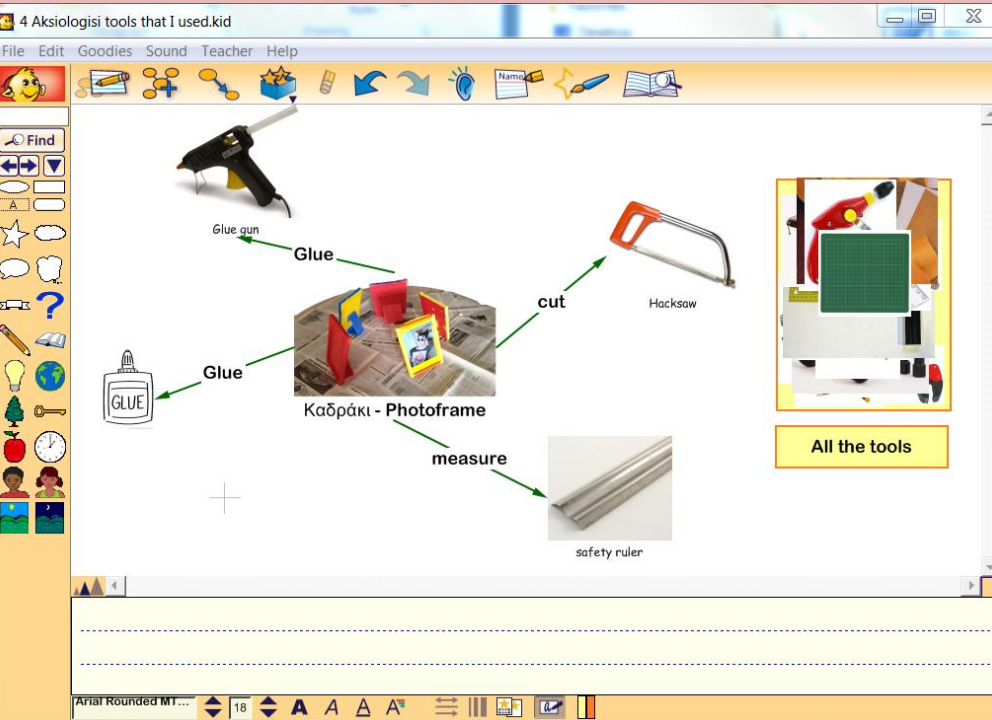 4 Aksiologisi tools that I used.kid
File Edit Goodies Sound Teacher Help
Name
Find
A
Glue gun
Glue
cut
Hacksaw
Glue
GLUE
Καδράκι - Photoframe
All the tools
measure
safety ruler
Arial Rounded MT... 18 A A A A